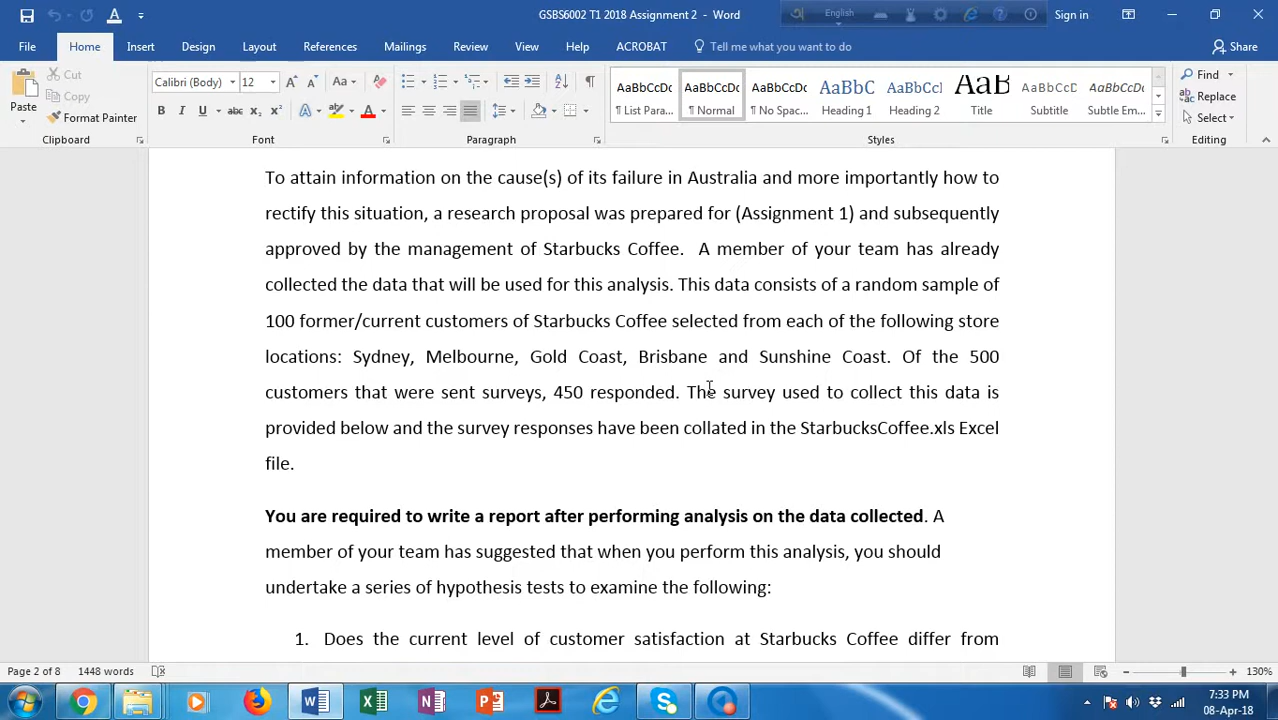 GSBS6002 T1 2018 Assignment 2 - Word
English
Sign in
File Home Insert Design Layout References Mailings Review View Help ACROBAT Tell me what you want to do Share
Paste
Cut
Copy
Format Painter
Clipboard
Calibri (Body) 12
Font
Paragraph
AaBbCcDc AaBbCcDc AaBbCcDc AaBbC AaBbCcL AaB AaBbCcDc AaBbCcDc
¶ List Para... ¶ Normal ¶ No Spac... Heading 1 Heading 2 Title Subtitle Subtle Em...
Styles
Find
Replace
Select
Editing
To attain information on the cause(s) of its failure in Australia and more importantly how to
rectify this situation, a research proposal was prepared for (Assignment 1) and subsequently
approved by the management of Starbucks Coffee. A member of your team has already
collected the data that will be used for this analysis. This data consists of a random sample of
100 former/current customers of Starbucks Coffee selected from each of the following store
locations: Sydney, Melbourne, Gold Coast, Brisbane and Sunshine Coast. Of the 500
customers that were sent surveys, 450 responded. The survey used to collect this data is
provided below and the survey responses have been collated in the StarbucksCoffee.xls Excel
file.
You are required to write a report after performing analysis on the data collected. A
member of your team has suggested that when you perform this analysis, you should
undertake a series of hypothesis tests to examine the following:
1. Does the current level of customer satisfaction at Starbucks Coffee differ from
Page 2 of 8 1448 words
130%
7:33 PM
08-Apr-18